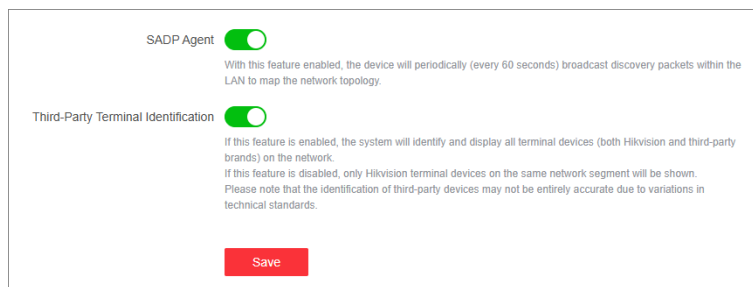 SADP Agent
With this feature enabled, the device will periodically (every 60 seconds) broadcast discovery packets within the
LAN to map the network topology.
Third-Party Terminal Identification
If this feature is enabled, the system will identify and display all terminal devices (both Hikvision and third-party
brands) on the network.
If this feature is disabled, only Hikvision terminal devices on the same network segment will be shown.
Please note that the identification of third-party devices may not be entirely accurate due to variations in
technical standards.
Save